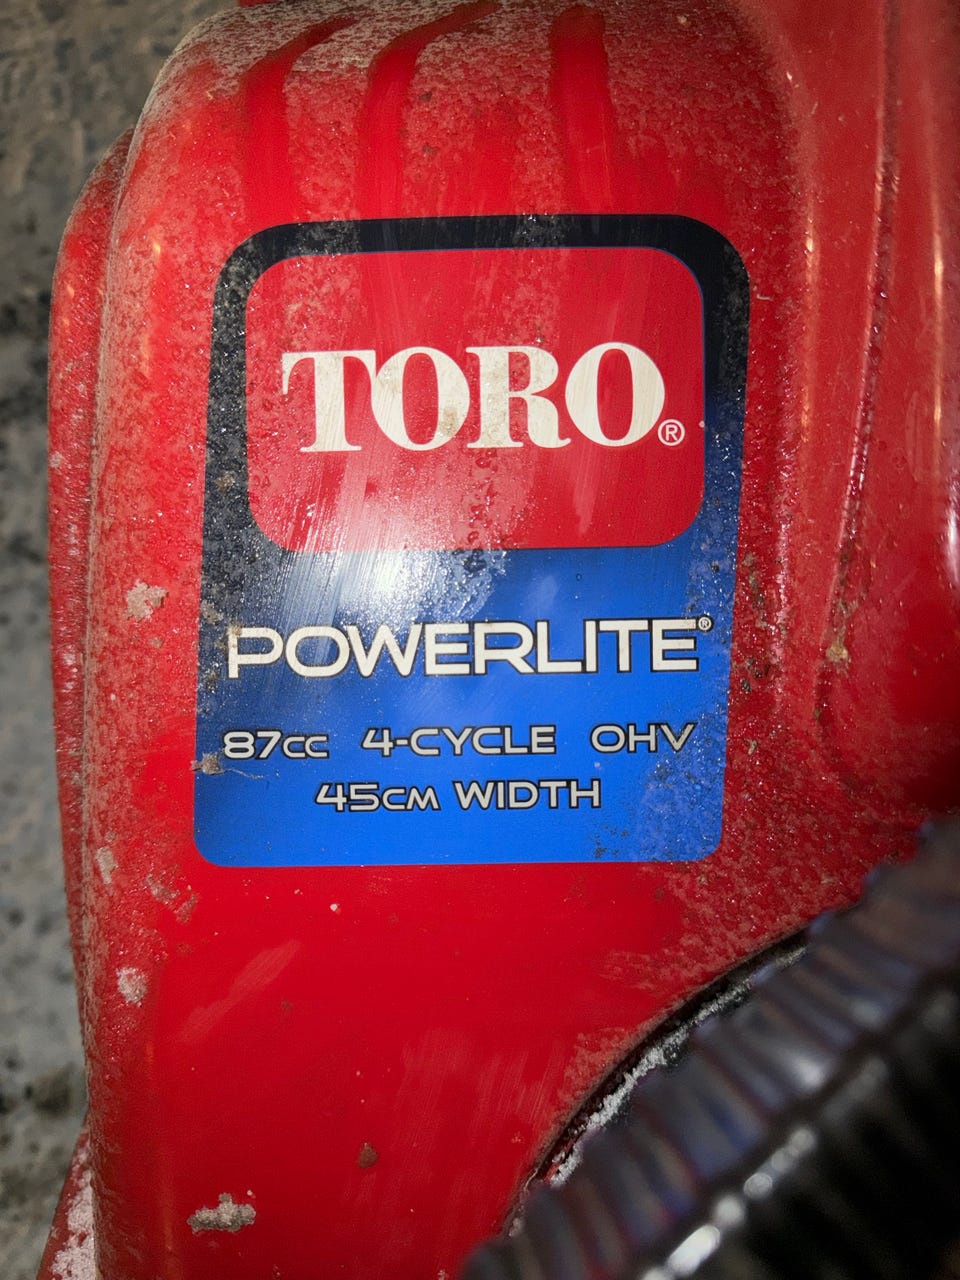 TORO®
POWERLITE®
87cc 4-CYCLE OHV
45cm WIDTH